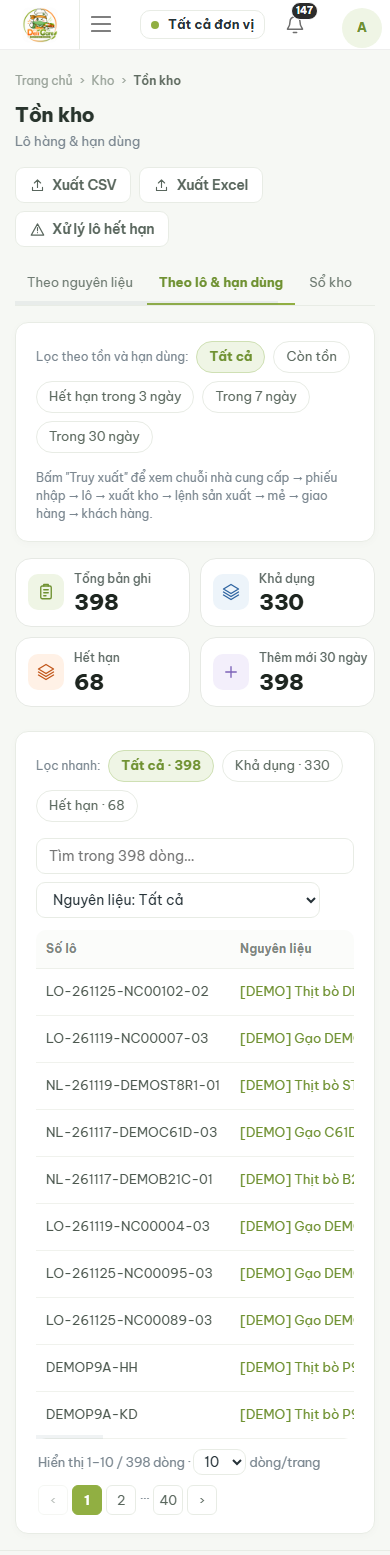 Tất cả đơn vị
147
A
Trang chủ > Kho > Tồn kho
Tồn kho
Lô hàng & hạn dùng
Xuất CSV
Xuất Excel
Xử lý lô hết hạn
Theo nguyên liệu
Theo lô & hạn dùng
Sổ kho
Lọc theo tồn và hạn dùng:
Tất cả
Còn tồn
Hết hạn trong 3 ngày
Trong 7 ngày
Trong 30 ngày
Bấm "Truy xuất" để xem chuỗi nhà cung cấp → phiếu
nhập → lô → xuất kho → lệnh sản xuất → mẻ → giao
hàng → khách hàng.
Tổng bản ghi
398
Khả dụng
330
Hết hạn
68
Thêm mới 30 ngày
398
Lọc nhanh:
Tất cả · 398
Khả dụng · 330
Hết hạn · 68
Tìm trong 398 dòng...
Nguyên liệu: Tất cả
Số lô Nguyên liệu
LO-261125-NC00102-02 [DEMO] Thịt bò
LO-261119-NC00007-03 [DEMO] Gạo
NL-261119-DEMOST8R1-01 [DEMO] Thịt bò
NL-261117-DEMOC61D-03 [DEMO] Gạo C61D
NL-261117-DEMOB21C-01 [DEMO] Thịt bò
LO-261119-NC00004-03 [DEMO] Gạo
LO-261125-NC00095-03 [DEMO] Gạo
LO-261125-NC00089-03 [DEMO] Gạo
DEMOP9A-HH [DEMO] Thịt bò
DEMOP9A-KD [DEMO] Thịt bò
Hiển thị 1–10 / 398 dòng · 10 dòng/trang
‹ 1 2 ... 40 ›